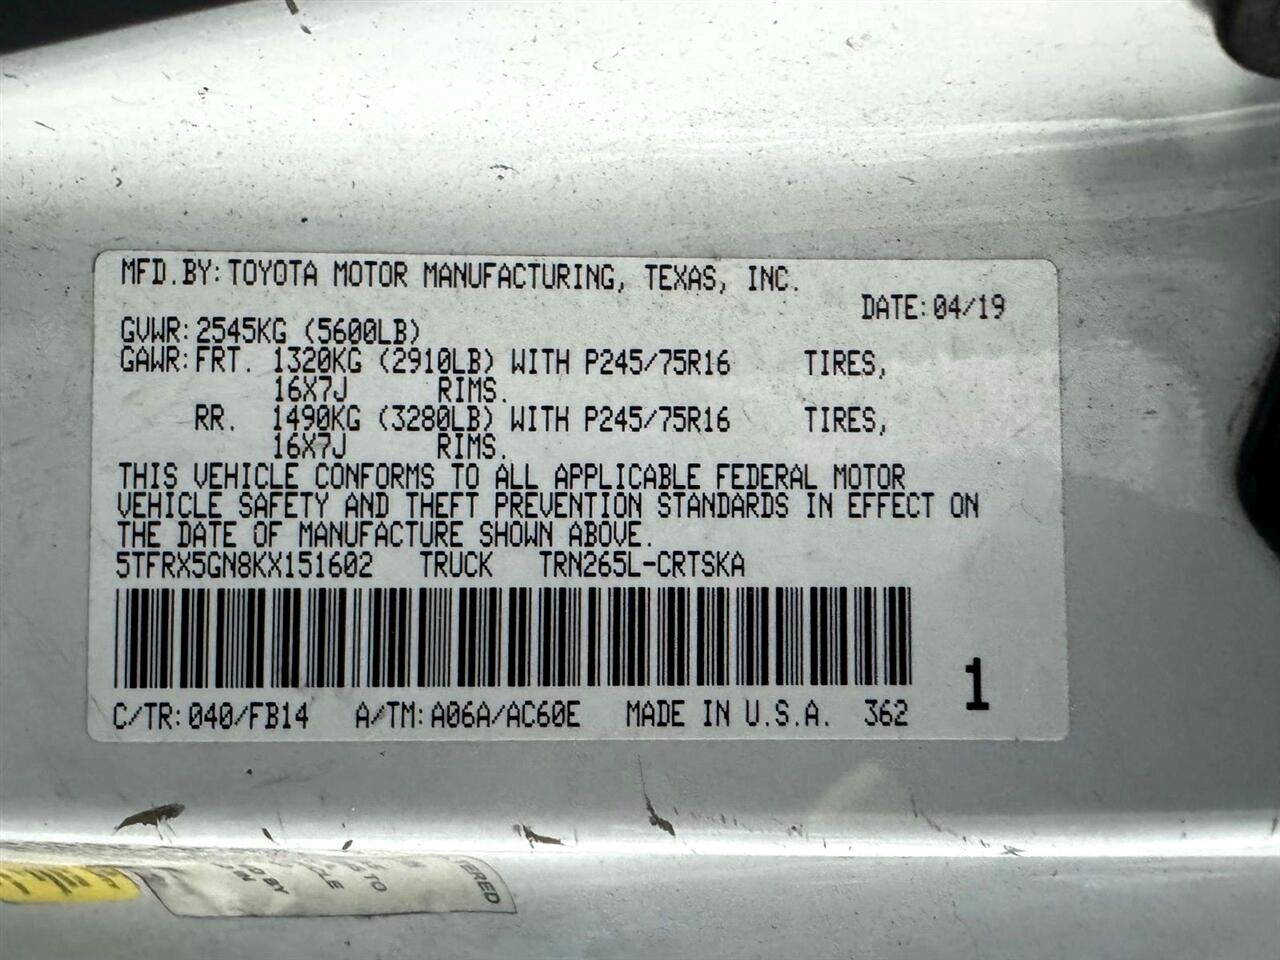 MFD.BY:TOYOTA MOTOR MANUFACTURING, TEXAS, INC.
DATE:04/19
GVWR:2545KG (5600LB)
GAWR:FRT. 1320KG (2910LB) WITH P245/75R16 TIRES,
16X7J RIMS.
RR. 1490KG (3280LB) WITH P245/75R16 TIRES,
16X7J RIMS.
THIS VEHICLE CONFORMS TO ALL APPLICABLE FEDERAL MOTOR
VEHICLE SAFETY AND THEFT PREVENTION STANDARDS IN EFFECT ON
THE DATE OF MANUFACTURE SHOWN ABOVE.
5TFRX5GN8KX151602 TRUCK TRN265L-CRTSKA
C/TR:040/FB14 A/TM:A06A/AC60E MADE IN U.S.A. 362
1
ERED
TO
BY